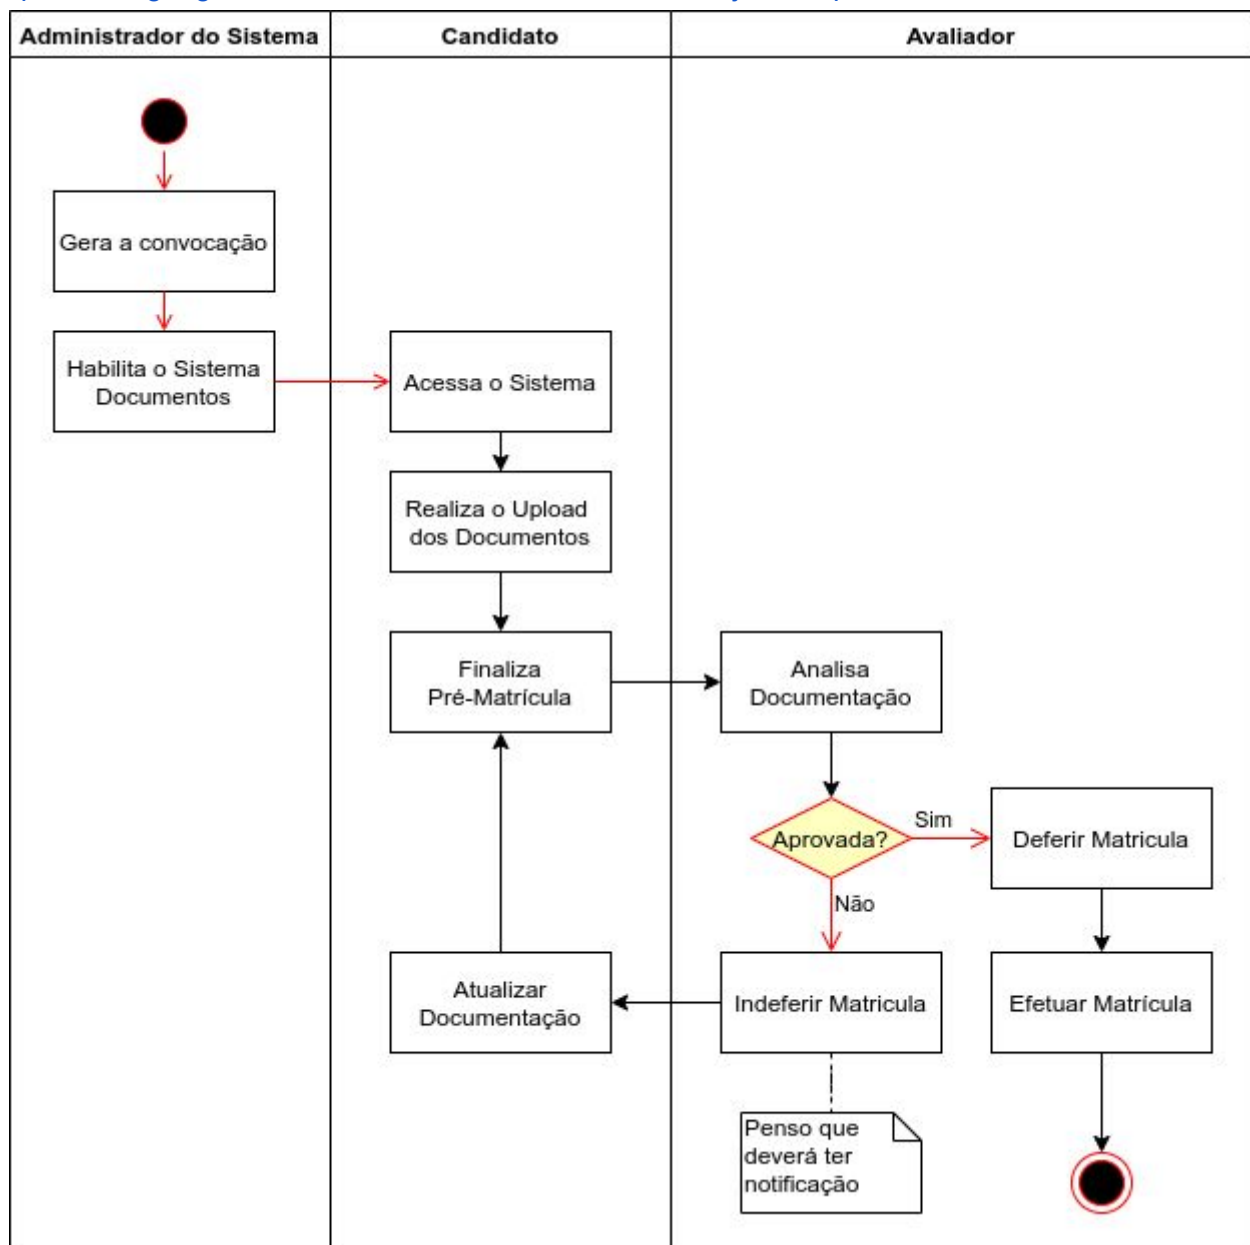 Administrador do Sistema
Candidato
Avaliador
Gera a convocação
Habilita o Sistema
Documentos
Acessa o Sistema
Realiza o Upload
dos Documentos
Finaliza
Pré-Matrícula
Analisa
Documentação
Aprovada?
Sim
Deferir Matricula
Não
Atualizar
Documentação
Indeferir Matricula
Efetuar Matrícula
Penso que
deverá ter
notificação